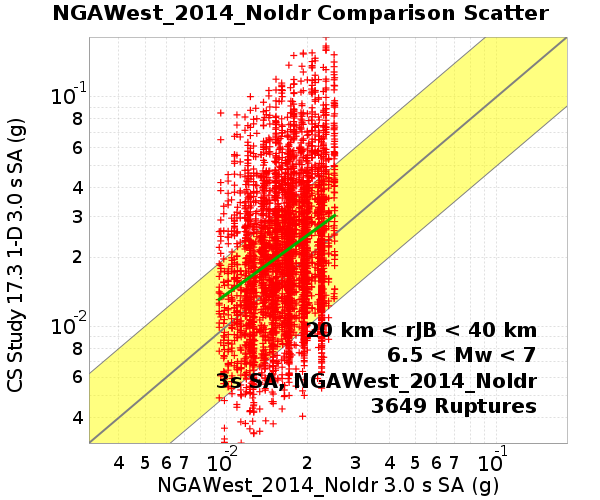 NGAWest_2014_NoIdr Comparison Scatter
CS Study 17.3 1-D 3.0 s SA (g)
10-1
8
6
4
3
2
10-2
8
6
4
20 km < rJB < 40 km
6.5 < Mw < 7
3s SA, NGAWest_2014_NoIdr
3649 Ruptures
4 5 6 7 10-2 2 3 4 5 6 7 10-1
NGAWest_2014_NoIdr 3.0 s SA (g)